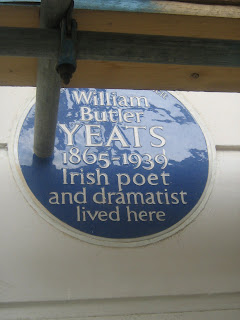 William
Butler
YEATS
1865-1939
Irish poet
and dramatist
lived here